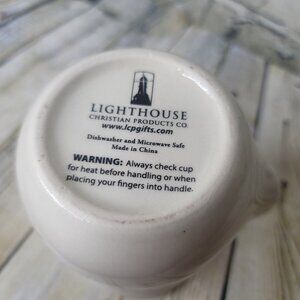 LIGHTHOUSE
CHRISTIAN PRODUCTS CO.
www.lcpgifts.com
Dishwasher and Microwave Safe
Made in China
WARNING: Always check cup
for heat before handling or when
placing your fingers into handle.